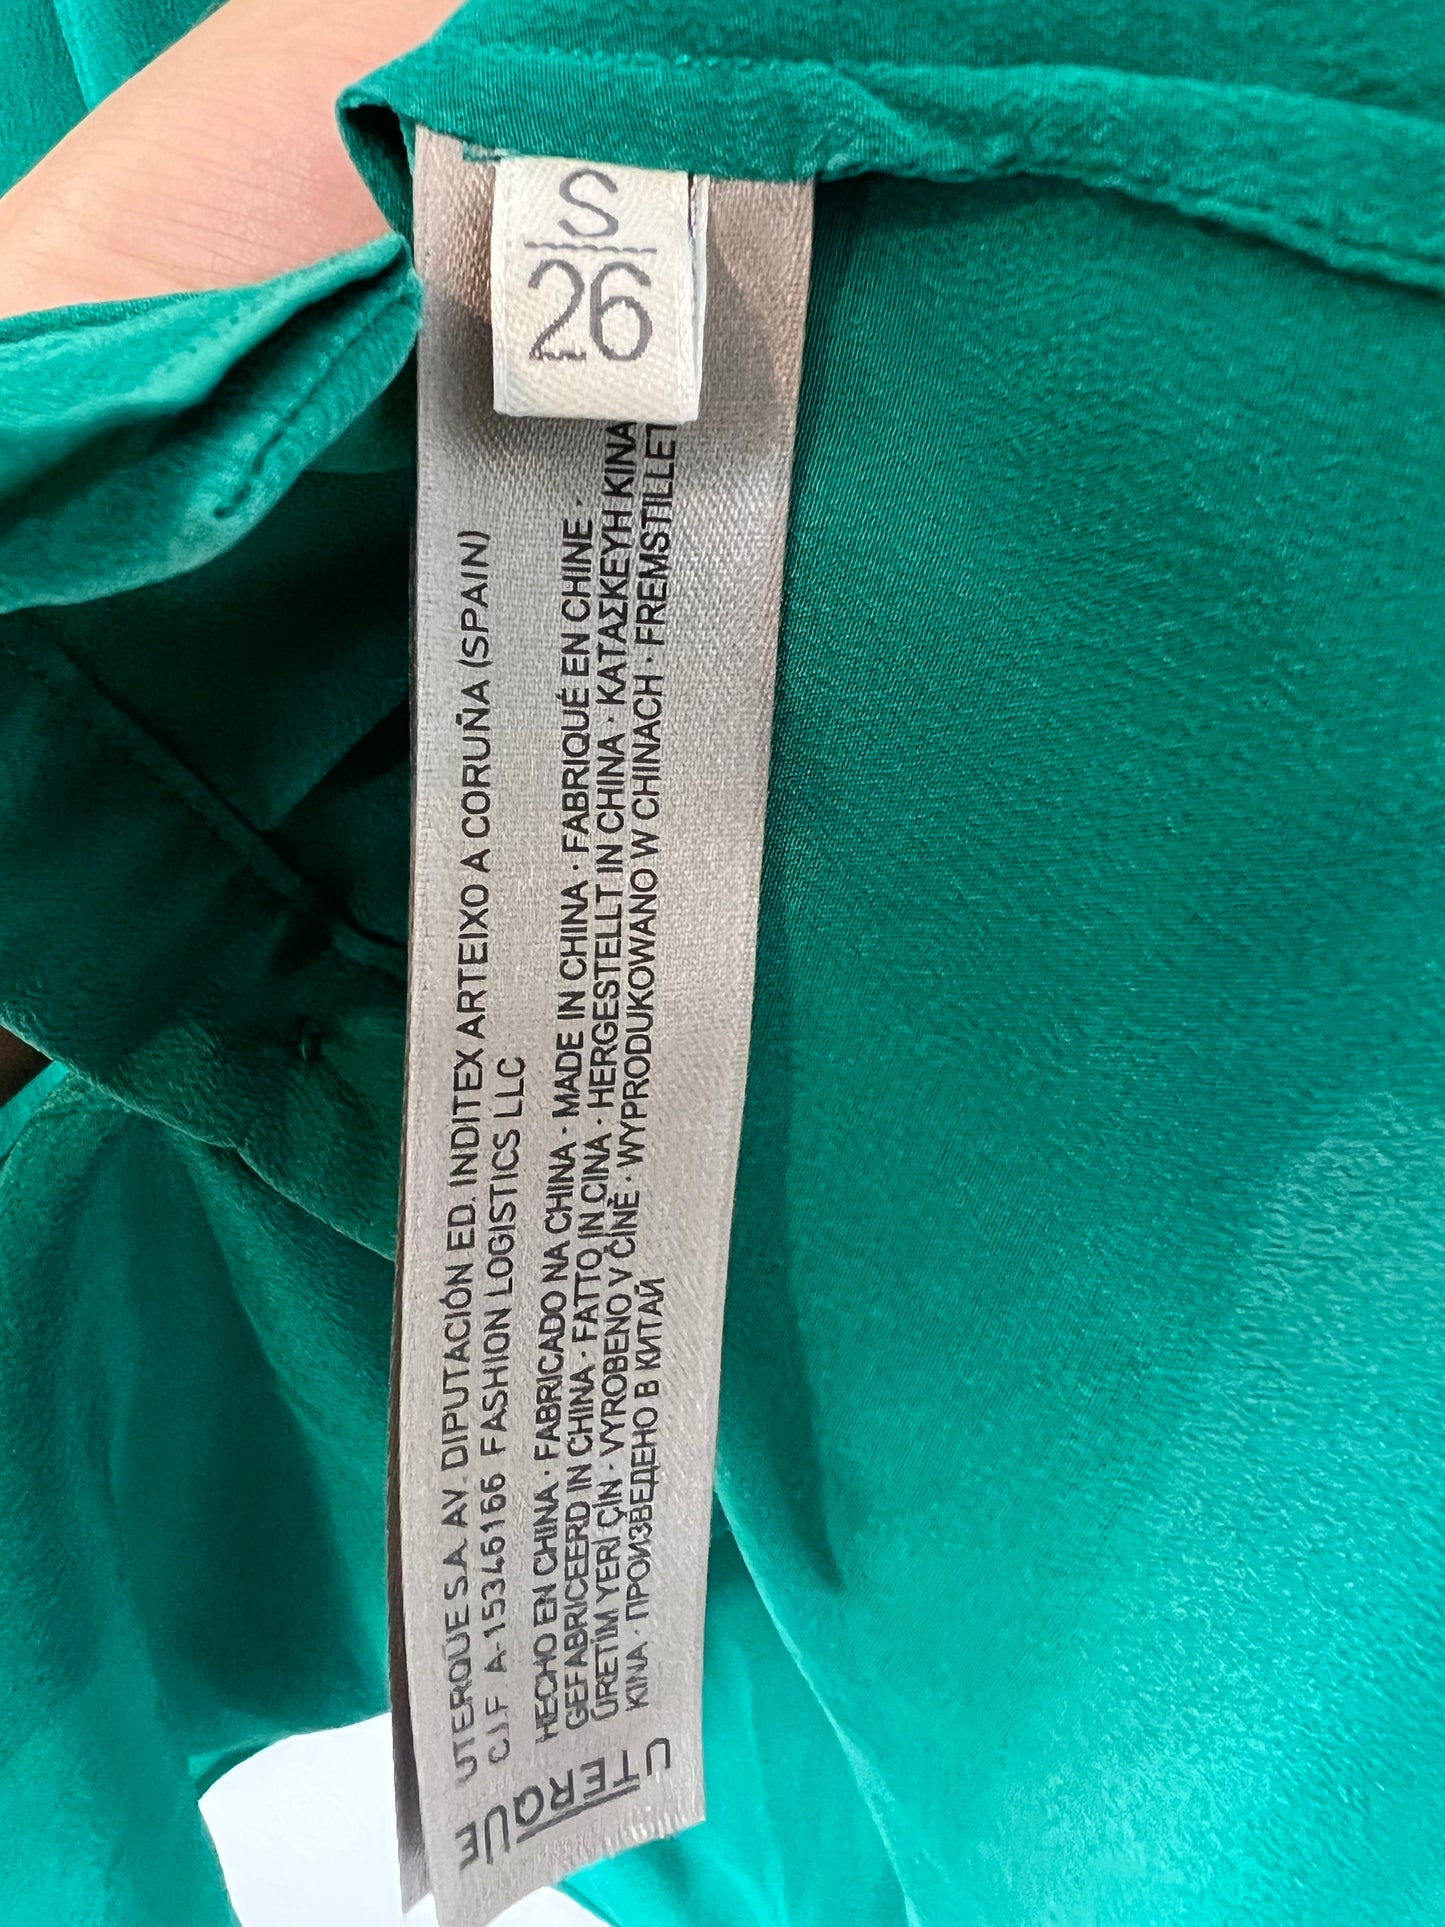 S
26
UTERQUE S.A. AV. DIPUTACIÓN ED. INDITEX ARTEIXO A CORUÑA (SPAIN)
C.I.F. A-15346166 FASHION LOGISTICS LLC
HECHO EN CHINA · FABRICADO NA CHINA · MADE IN CHINA · FABRIQUÉ EN CHINE ·
GEFABRICEERD IN CHINA · FATTO IN CINA · HERGESTELLT IN CHINA · ΚΑΤΑΣΚΕΥΗ ΚΙΝΑ
ÜRETİM YERİ ÇİN · VYROBENO V ČÍNĚ · WYPRODUKOWANO W CHINACH · FREMSTILLET
KINA · ПРОИЗВЕДЕНО В КИТАЙ
UTERQÜE